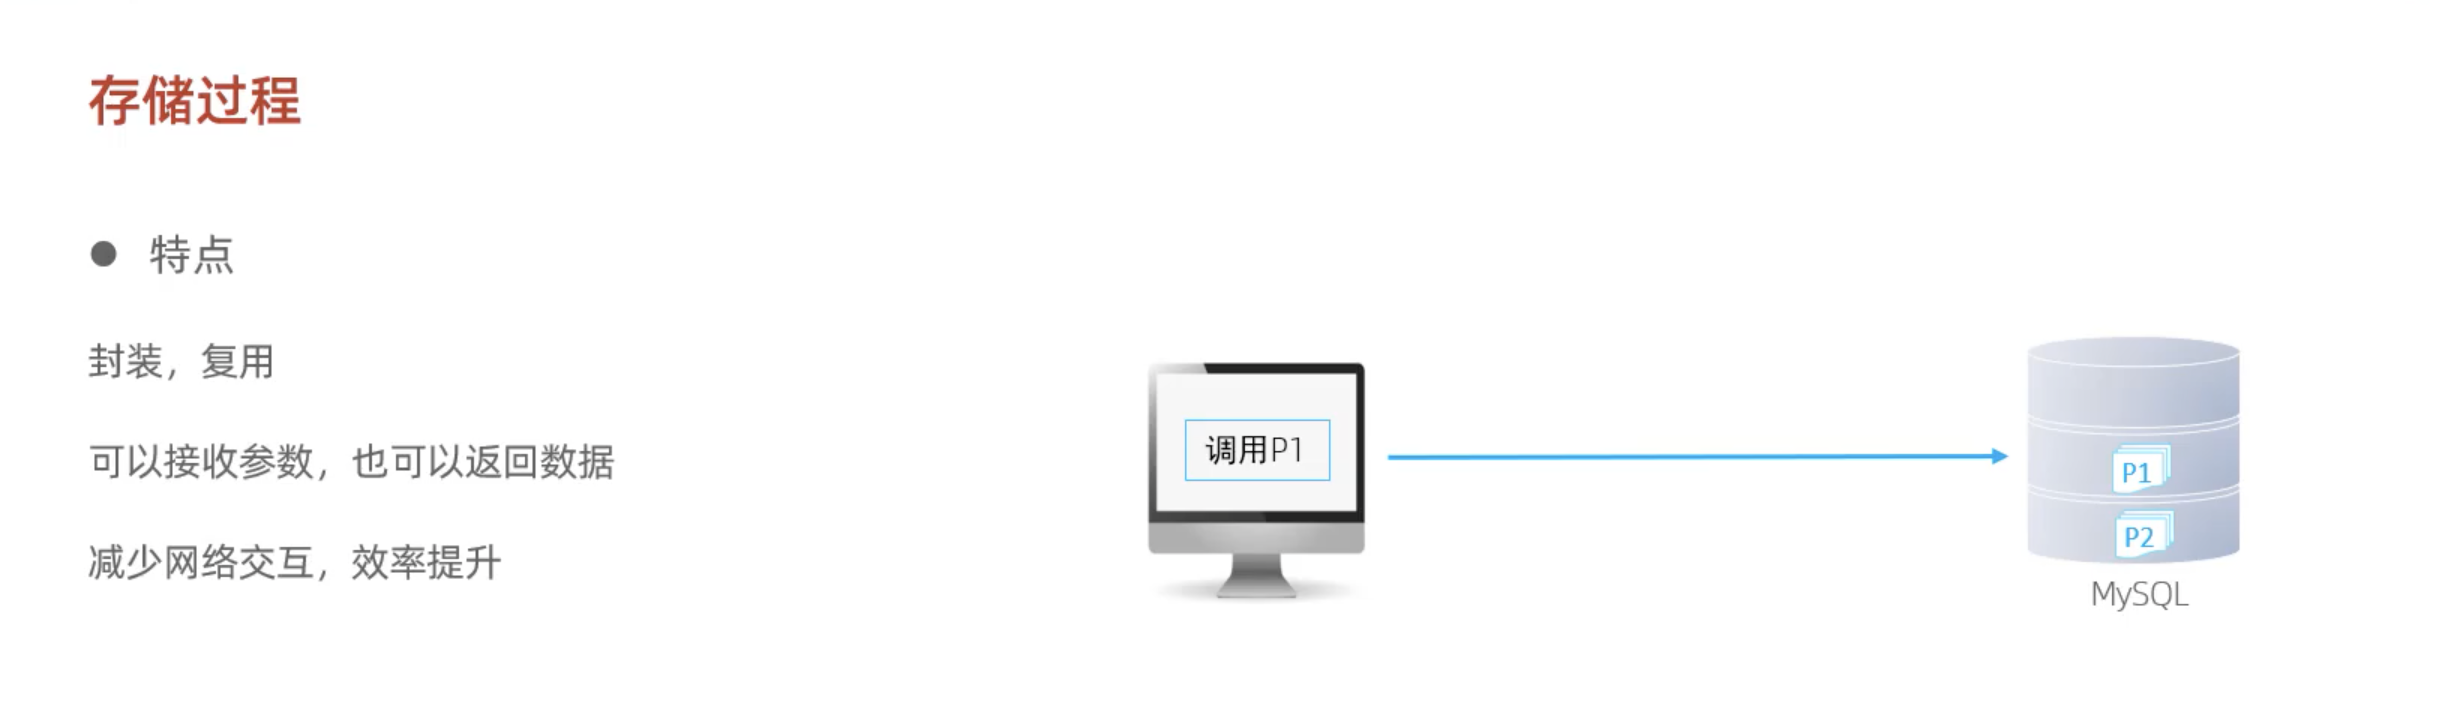 存储过程
特点
封装，复用
可以接收参数，也可以返回数据
减少网络交互，效率提升
调用P1
P1
P2
MySQL